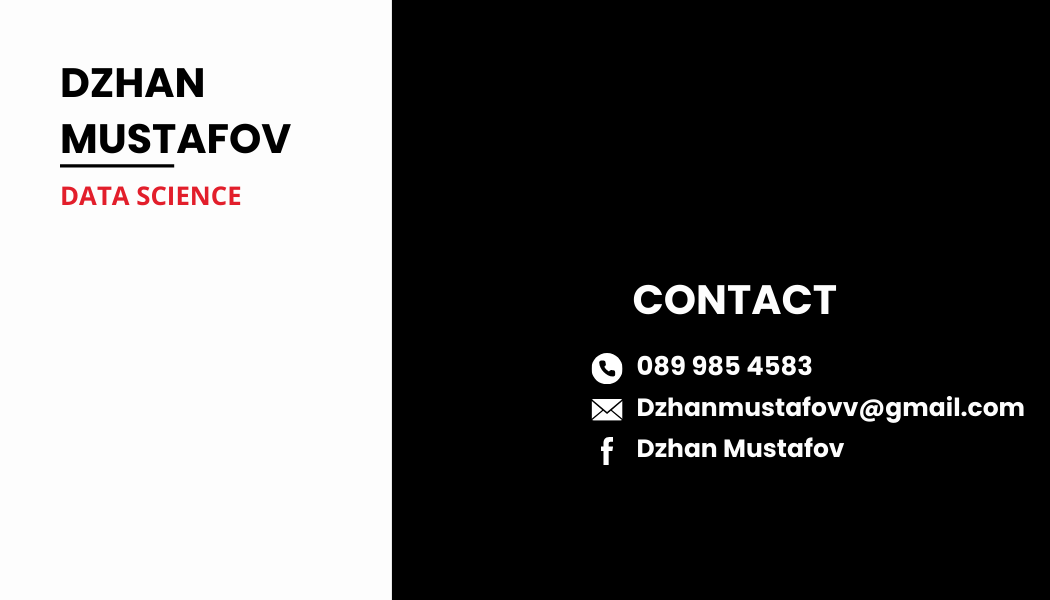 DZHAN
MUSTAFOV
DATA SCIENCE
CONTACT
089 985 4583
Dzhanmustafovv@gmail.com
Dzhan Mustafov